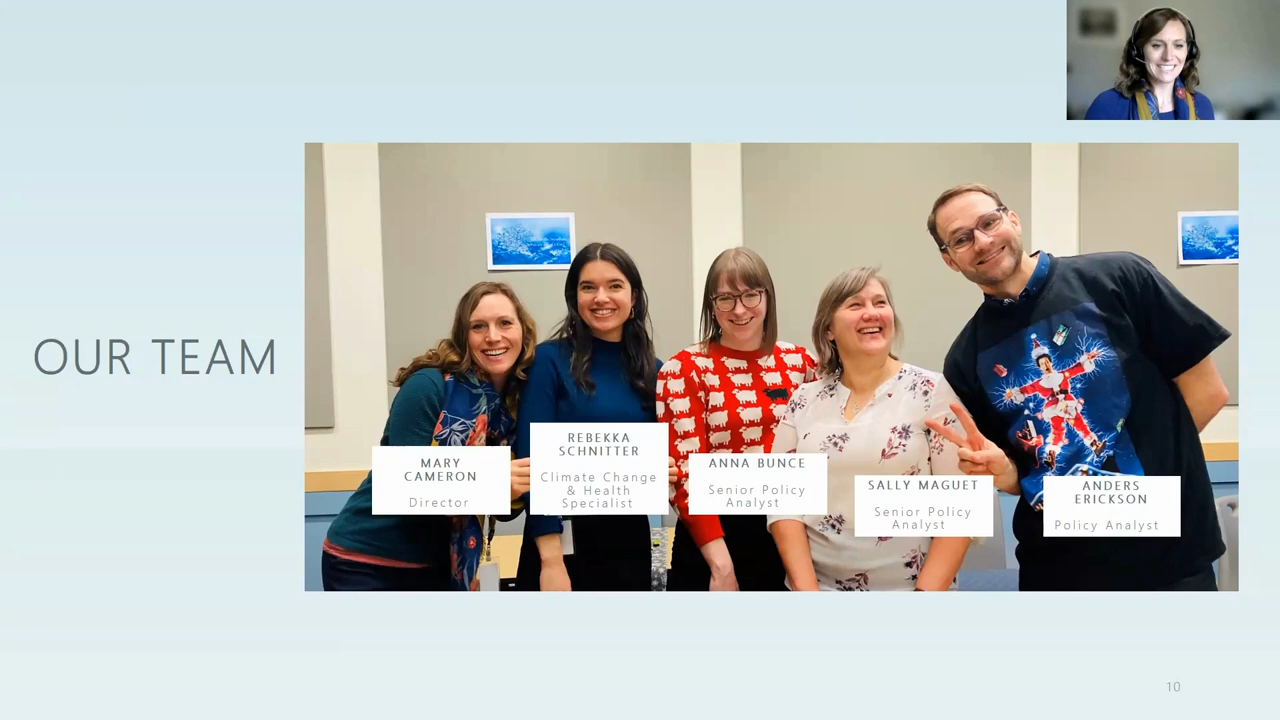 OUR TEAM
MARY
CAMERON
Director
REBEKKA
SCHNITTER
Climate Change
& Health
Specialist
ANNA BUNCE
Senior Policy
Analyst
SALLY MAGUET
Senior Policy
Analyst
ANDERS
ERICKSON
Policy Analyst
10